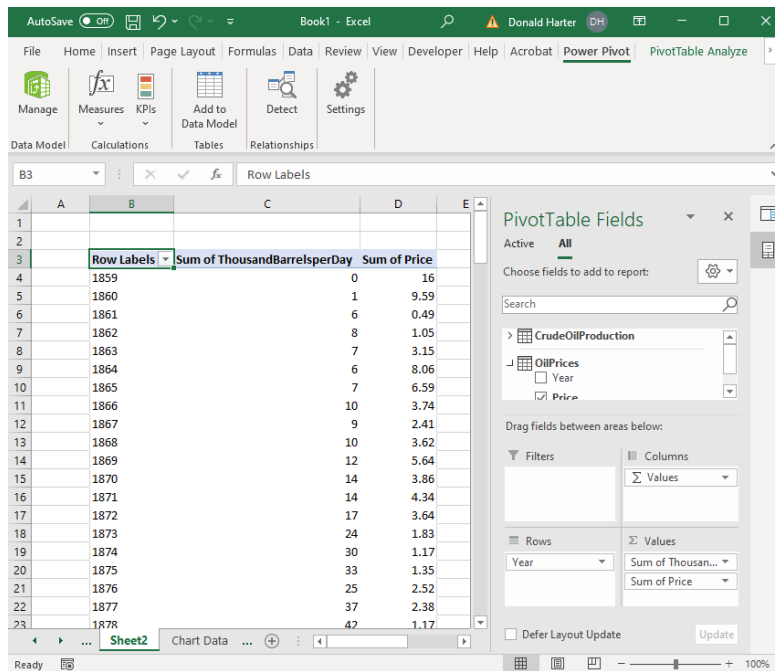 AutoSave Off Book1 - Excel Donald Harter DH
File Home Insert Page Layout Formulas Data Review View Developer Help Acrobat Power Pivot PivotTable Analyze
Manage Measures KPIs Add to Data Model Detect Settings
Data Model Calculations Tables Relationships
B3 fx Row Labels
A B C D E
1
2
3 Row Labels Sum of ThousandBarrelsperDay Sum of Price
4 1859 0 16
5 1860 1 9.59
6 1861 6 0.49
7 1862 8 1.05
8 1863 7 3.15
9 1864 6 8.06
10 1865 7 6.59
11 1866 10 3.74
12 1867 9 2.41
13 1868 10 3.62
14 1869 12 5.64
15 1870 14 3.86
16 1871 14 4.34
17 1872 17 3.64
18 1873 24 1.83
19 1874 30 1.17
20 1875 33 1.35
21 1876 25 2.52
22 1877 37 2.38
23 1878 42 1.17
PivotTable Fields
Active All
Choose fields to add to report:
Search
CrudeOilProduction
OilPrices
Year
Price
Drag fields between areas below:
Filters Columns
Σ Values
Rows Σ Values
Year Sum of Thousan...
Sum of Price
Defer Layout Update Update
... Sheet2 Chart Data ...
Ready 100%